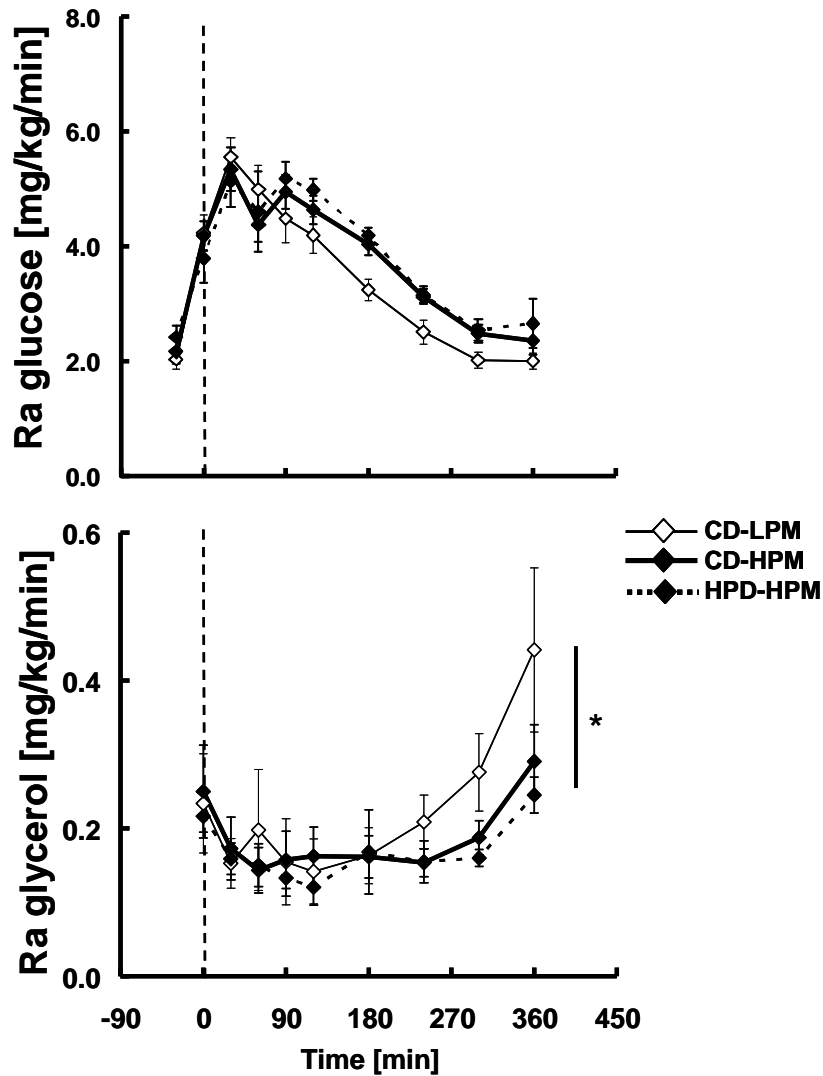 Ra glucose [mg/kg/min]
8.0
6.0
4.0
2.0
0.0
Ra glycerol [mg/kg/min]
0.6
0.4
0.2
0.0
CD-LPM
CD-HPM
HPD-HPM
*
-90 0 90 180 270 360 450
Time [min]